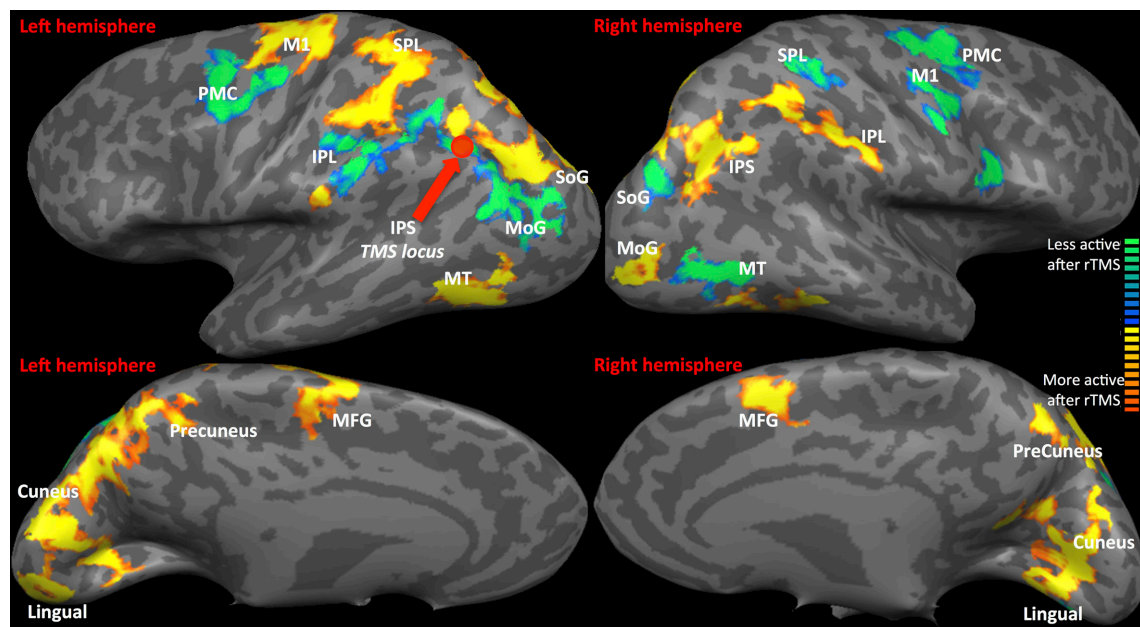 Left hemisphere
M1
SPL
PMC
IPL
SoG
IPS
MoG
TMS locus
MT
Right hemisphere
PMC
SPL
M1
IPL
IPS
SoG
MoG
MT
Less active
after rTMS
More active
after rTMS
Left hemisphere
MFG
Precuneus
Cuneus
Lingual
Right hemisphere
MFG
PreCuneus
Cuneus
Lingual